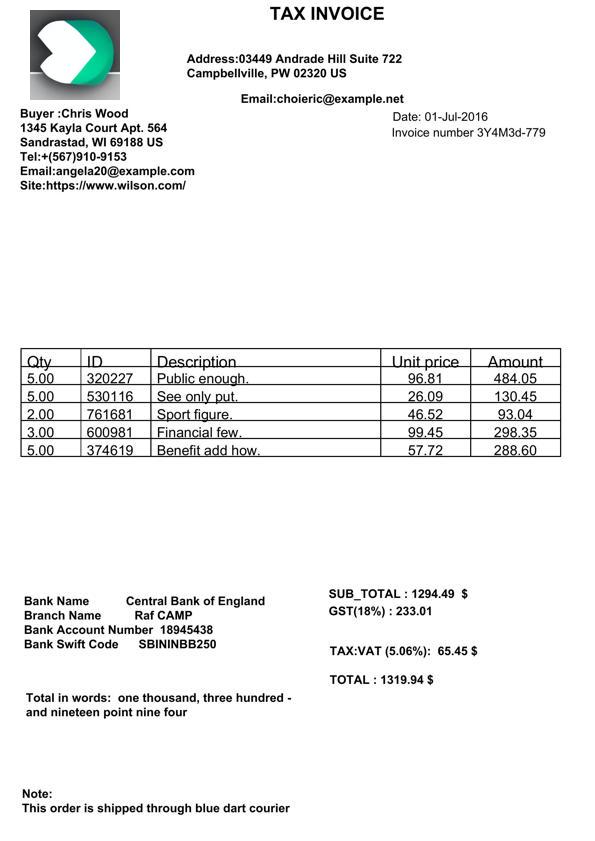 TAX INVOICE
Address:03449 Andrade Hill Suite 722
Campbellville, PW 02320 US
Email:choieric@example.net
Buyer :Chris Wood
1345 Kayla Court Apt. 564
Sandrastad, WI 69188 US
Tel:+(567)910-9153
Email:angela20@example.com
Site:https://www.wilson.com/
Date: 01-Jul-2016
Invoice number 3Y4M3d-779
Qty ID Description Unit price Amount
5.00 320227 Public enough. 96.81 484.05
5.00 530116 See only put. 26.09 130.45
2.00 761681 Sport figure. 46.52 93.04
3.00 600981 Financial few. 99.45 298.35
5.00 374619 Benefit add how. 57.72 288.60
Bank Name Central Bank of England
Branch Name Raf CAMP
Bank Account Number 18945438
Bank Swift Code SBININBB250
SUB_TOTAL : 1294.49 $
GST(18%) : 233.01
TAX:VAT (5.06%): 65.45 $
TOTAL : 1319.94 $
Total in words: one thousand, three hundred -
and nineteen point nine four
Note:
This order is shipped through blue dart courier